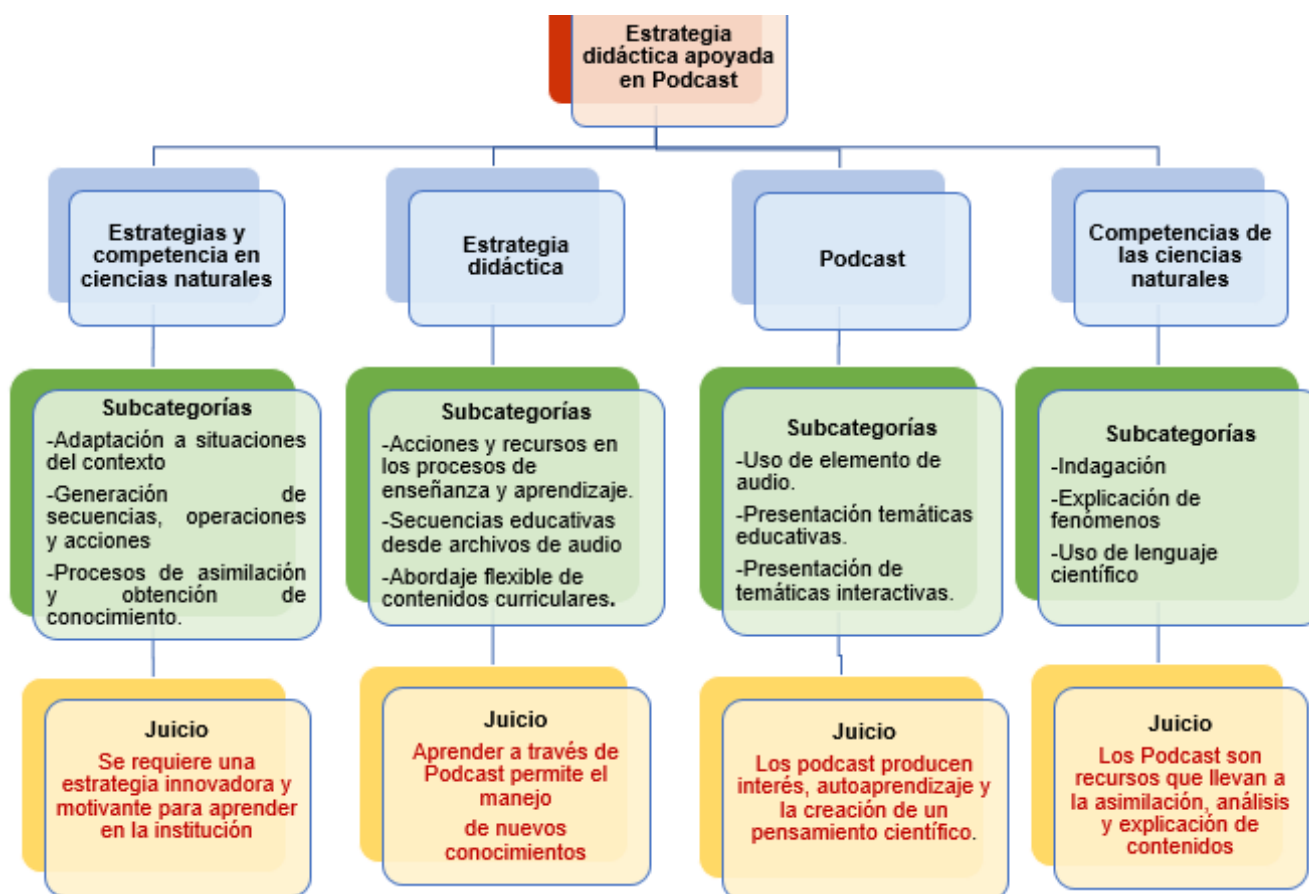 Estrategia
didáctica apoyada
en Podcast
Estrategias y
competencia en
ciencias naturales
Estrategia
didáctica
Podcast
Competencias de
las ciencias
naturales
Subcategorías
-Adaptación a situaciones
del contexto
-Generación de
secuencias, operaciones
y acciones
-Procesos de asimilación
y obtención de
conocimiento.
Subcategorías
-Acciones y recursos en
los procesos de
enseñanza y aprendizaje.
-Secuencias educativas
desde archivos de audio
-Abordaje flexible de
contenidos curriculares.
Subcategorías
-Uso de elemento de
audio.
-Presentación temáticas
educativas.
-Presentación de
temáticas interactivas.
Subcategorías
-Indagación
-Explicación de
fenómenos
-Uso de lenguaje
científico
Juicio
Se requiere una
estrategia innovadora y
motivante para aprender
en la institución
Juicio
Aprender a través de
Podcast permite el
manejo
de nuevos
conocimientos
Juicio
Los podcast producen
interés, autoaprendizaje y
la creación de un
pensamiento científico.
Juicio
Los Podcast son
recursos que llevan a
la asimilación, análisis
y explicación de
contenidos